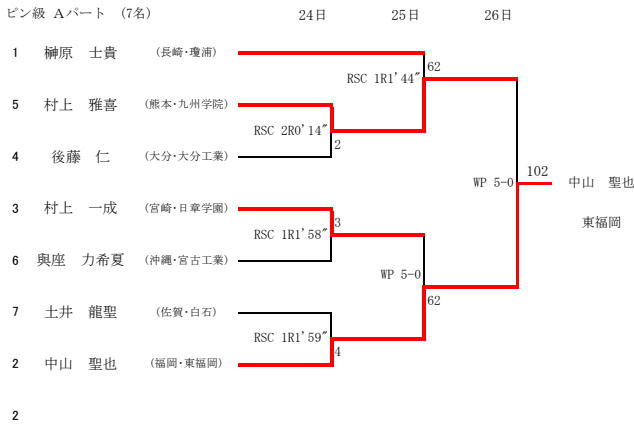 ピン級 Aパート (7名) 24日 25日 26日
1 榊原 士貴 (長崎・瓊浦)
62
RSC 1R1'44"
5 村上 雅喜 (熊本・九州学院)
RSC 2R0'14"
2
4 後藤 仁 (大分・大分工業)
102
WP 5-0
中山 聖也
3 村上 一成 (宮崎・日章学園)
3
東福岡
RSC 1R1'58"
6 與座 力希夏 (沖縄・宮古工業)
WP 5-0
62
7 土井 龍聖 (佐賀・白石)
RSC 1R1'59"
4
2 中山 聖也 (福岡・東福岡)
2